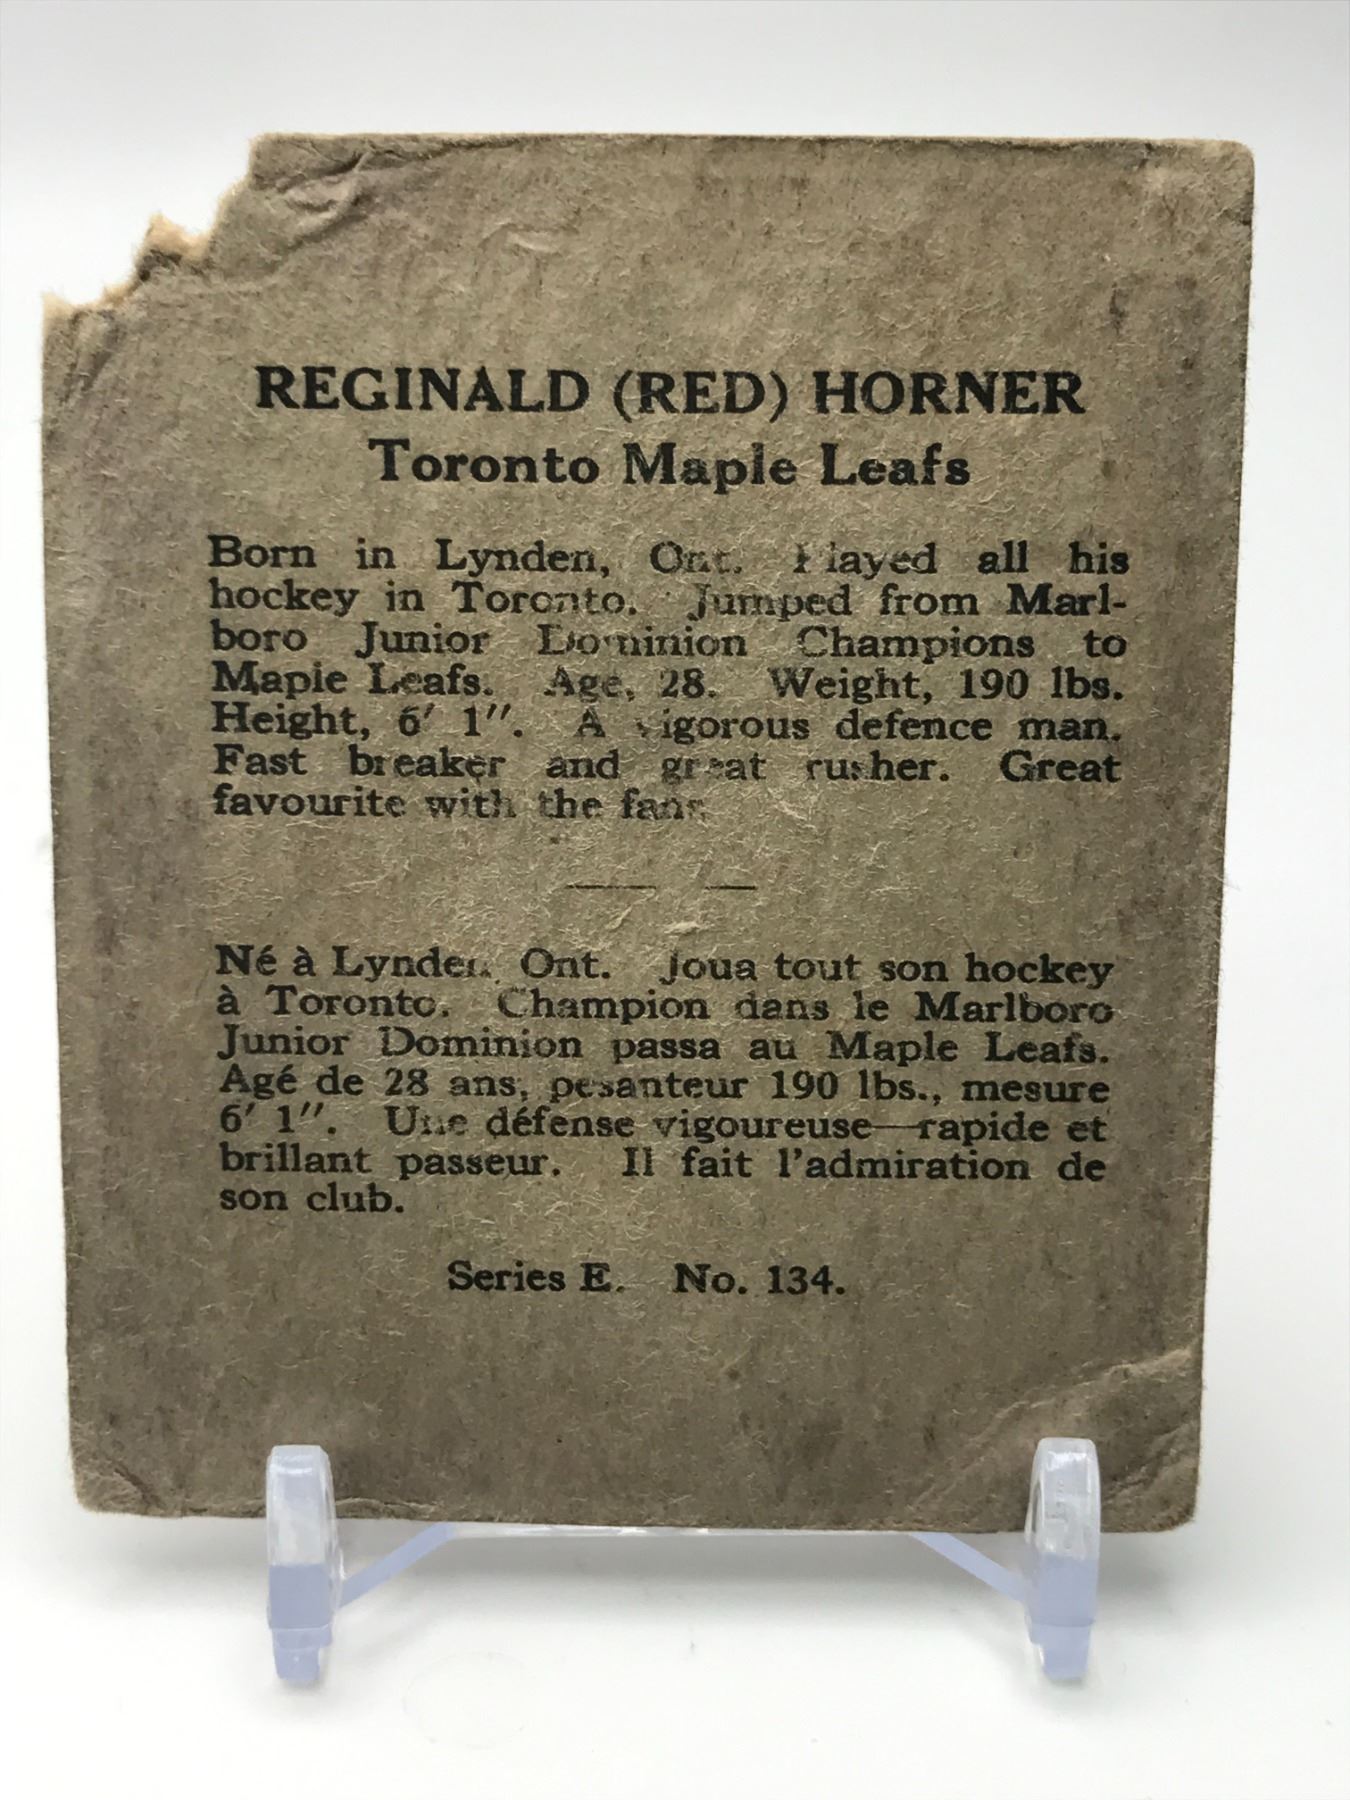 REGINALD (RED) HORNER
Toronto Maple Leafs
Born in Lynden, Ont. Played all his
hockey in Toronto. Jumped from Marl-
boro Junior Dominion Champions to
Maple Leafs. Age, 28. Weight, 190 lbs.
Height, 6′ 1″. A vigorous defence man.
Fast breaker and great rusher. Great
favourite with the fans.
Né à Lynden, Ont. Joua tout son hockey
à Toronto. Champion dans le Marlboro
Junior Dominion passa au Maple Leafs.
Agé de 28 ans, pesanteur 190 lbs., mesure
6′ 1″. Une défense vigoureuse—rapide et
brillant passeur. Il fait l'admiration de
son club.
Series E. No. 134.